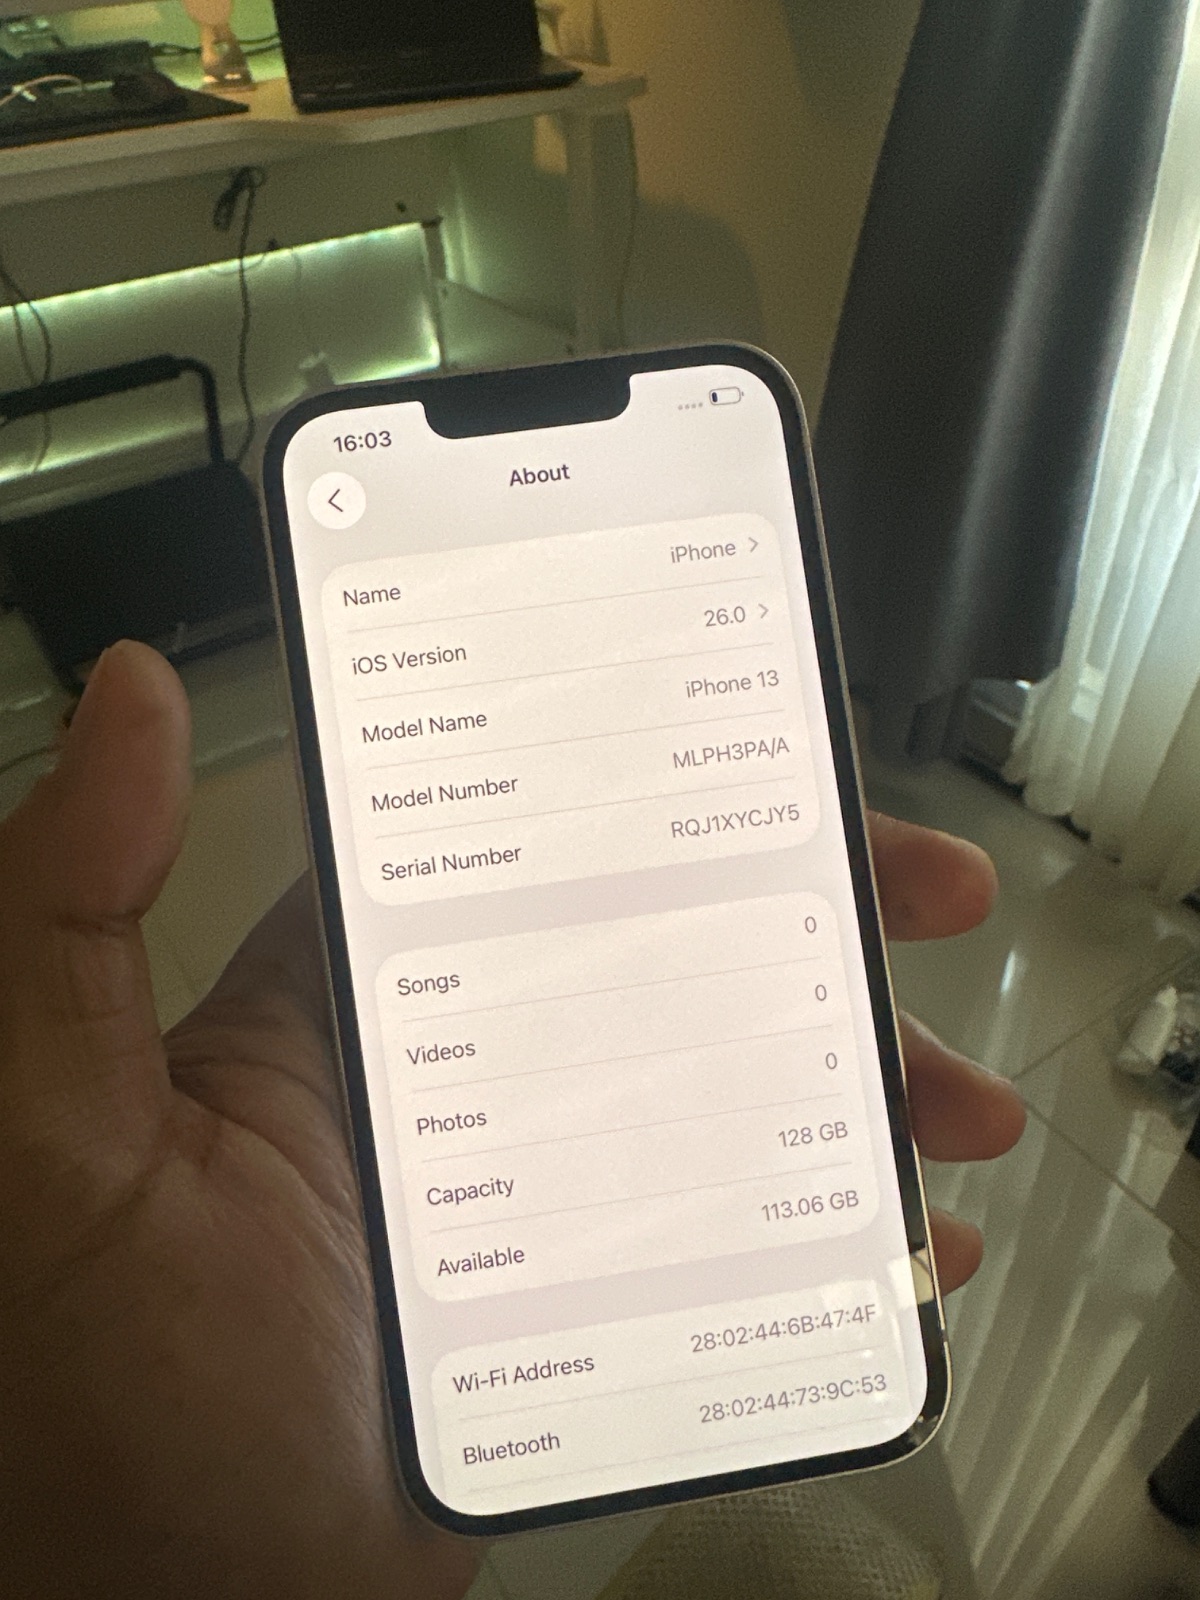 16:03
About
Name iPhone
iOS Version 26.0
Model Name iPhone 13
Model Number MLPH3PA/A
Serial Number RQJ1XYCJY5
Songs 0
Videos 0
Photos 0
Capacity 128 GB
Available 113.06 GB
Wi-Fi Address 28:02:44:6B:47:4F
Bluetooth 28:02:44:73:9C:53